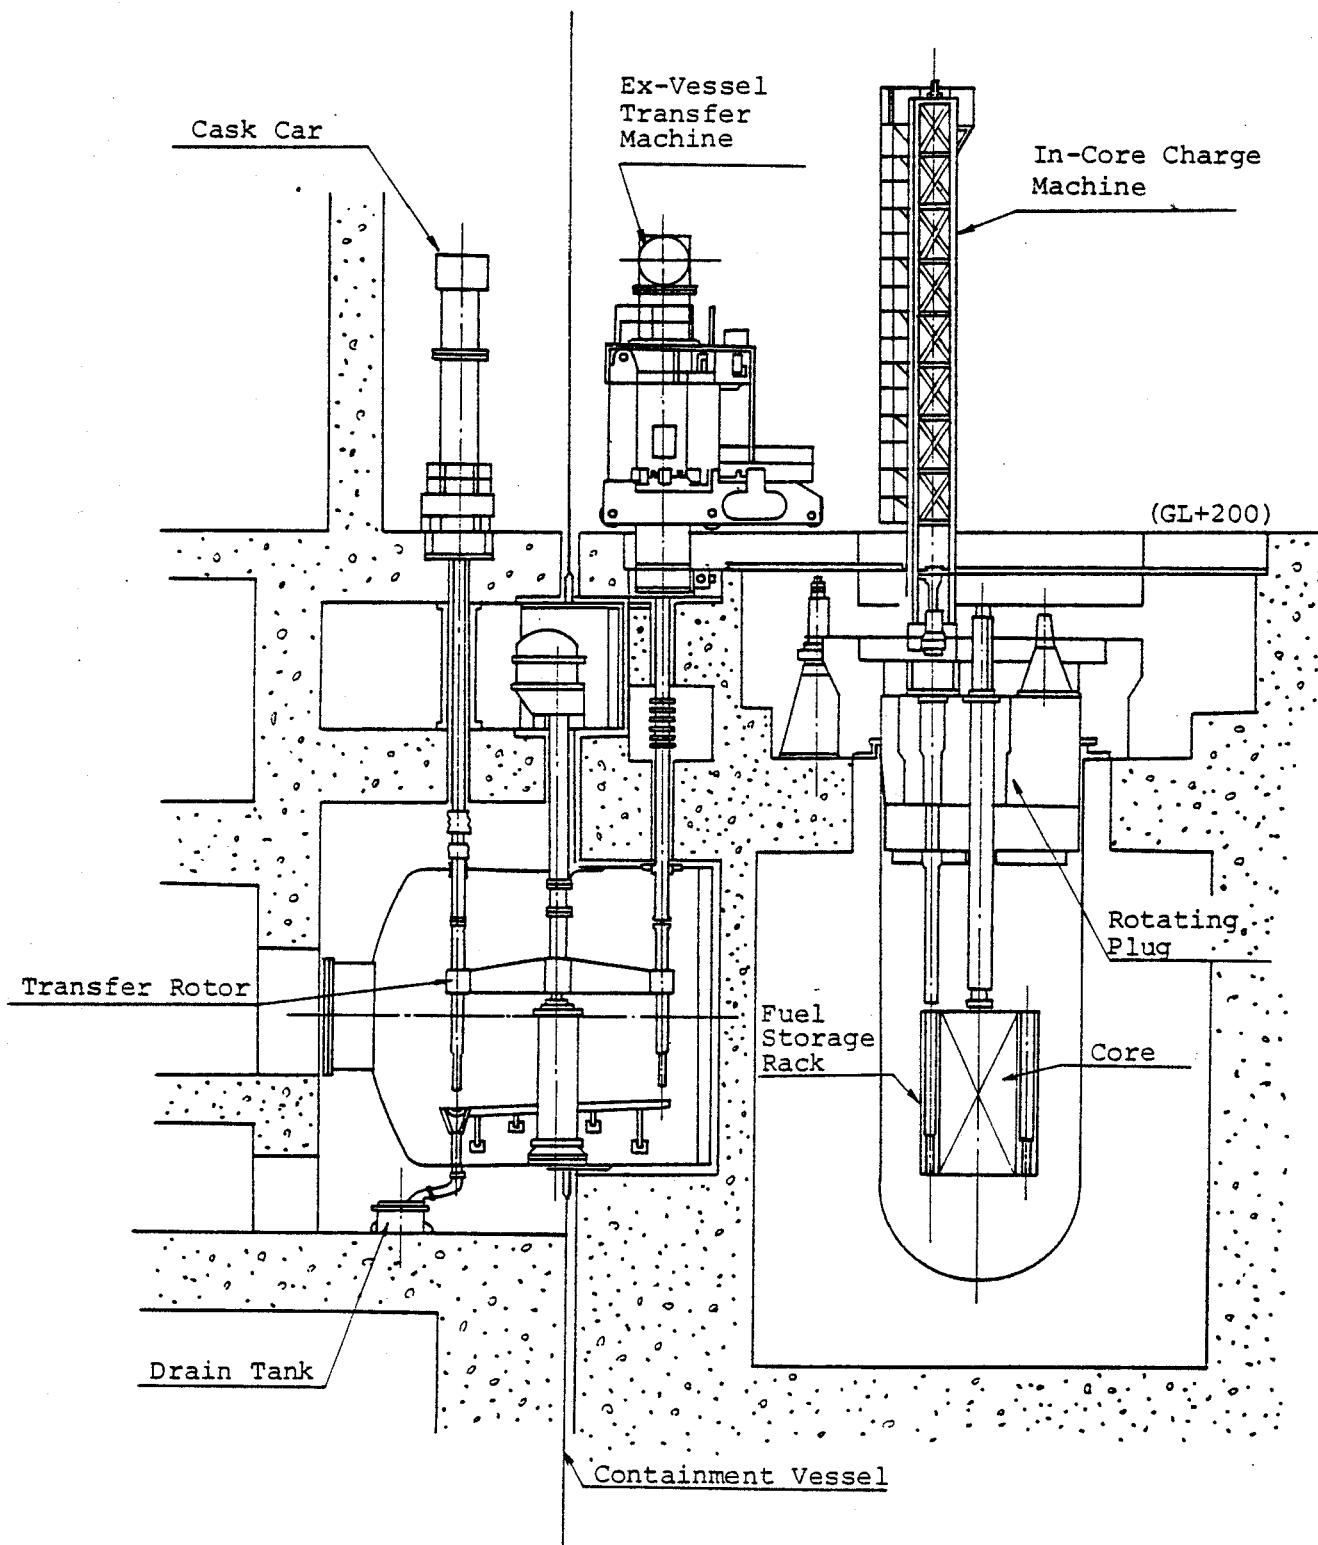 Ex-Vessel
Transfer
Machine
Cask Car
In-Core Charge
Machine
(GL+200)
Rotating
Plug
Transfer Rotor
Fuel
Storage
Rack
Core
Drain Tank
Containment Vessel